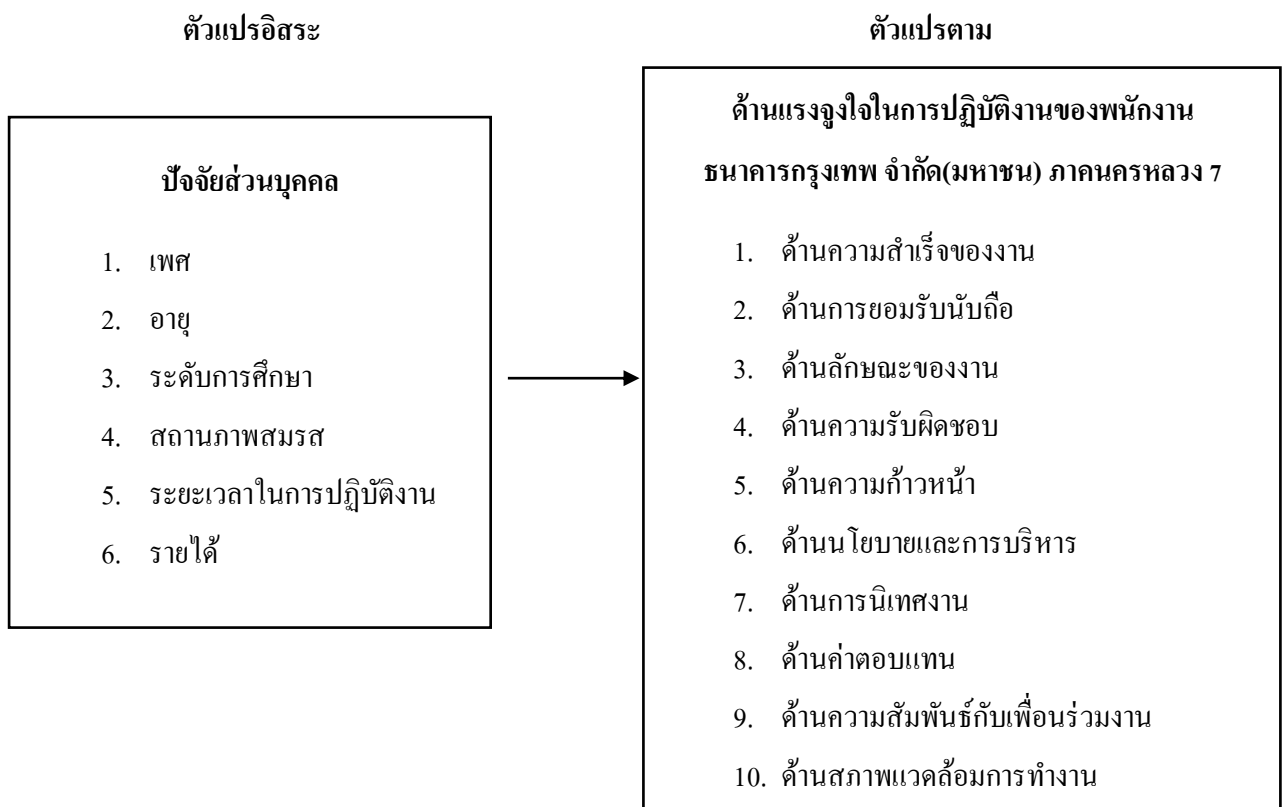 ตัวแปรอิสระ
ตัวแปรตาม
ปัจจัยส่วนบุคคล
1. เพศ
2. อายุ
3. ระดับการศึกษา
4. สถานภาพสมรส
5. ระยะเวลาในการปฏิบัติงาน
6. รายได้
ด้านแรงจูงใจในการปฏิบัติงานของพนักงาน
ธนาคารกรุงเทพ จำกัด(มหาชน) ภาคนครหลวง 7
1. ด้านความสำเร็จของงาน
2. ด้านการยอมรับนับถือ
3. ด้านลักษณะของงาน
4. ด้านความรับผิดชอบ
5. ด้านความก้าวหน้า
6. ด้านนโยบายและการบริหาร
7. ด้านการนิเทศงาน
8. ด้านค่าตอบแทน
9. ด้านความสัมพันธ์กับเพื่อนร่วมงาน
10. ด้านสภาพแวดล้อมการทำงาน